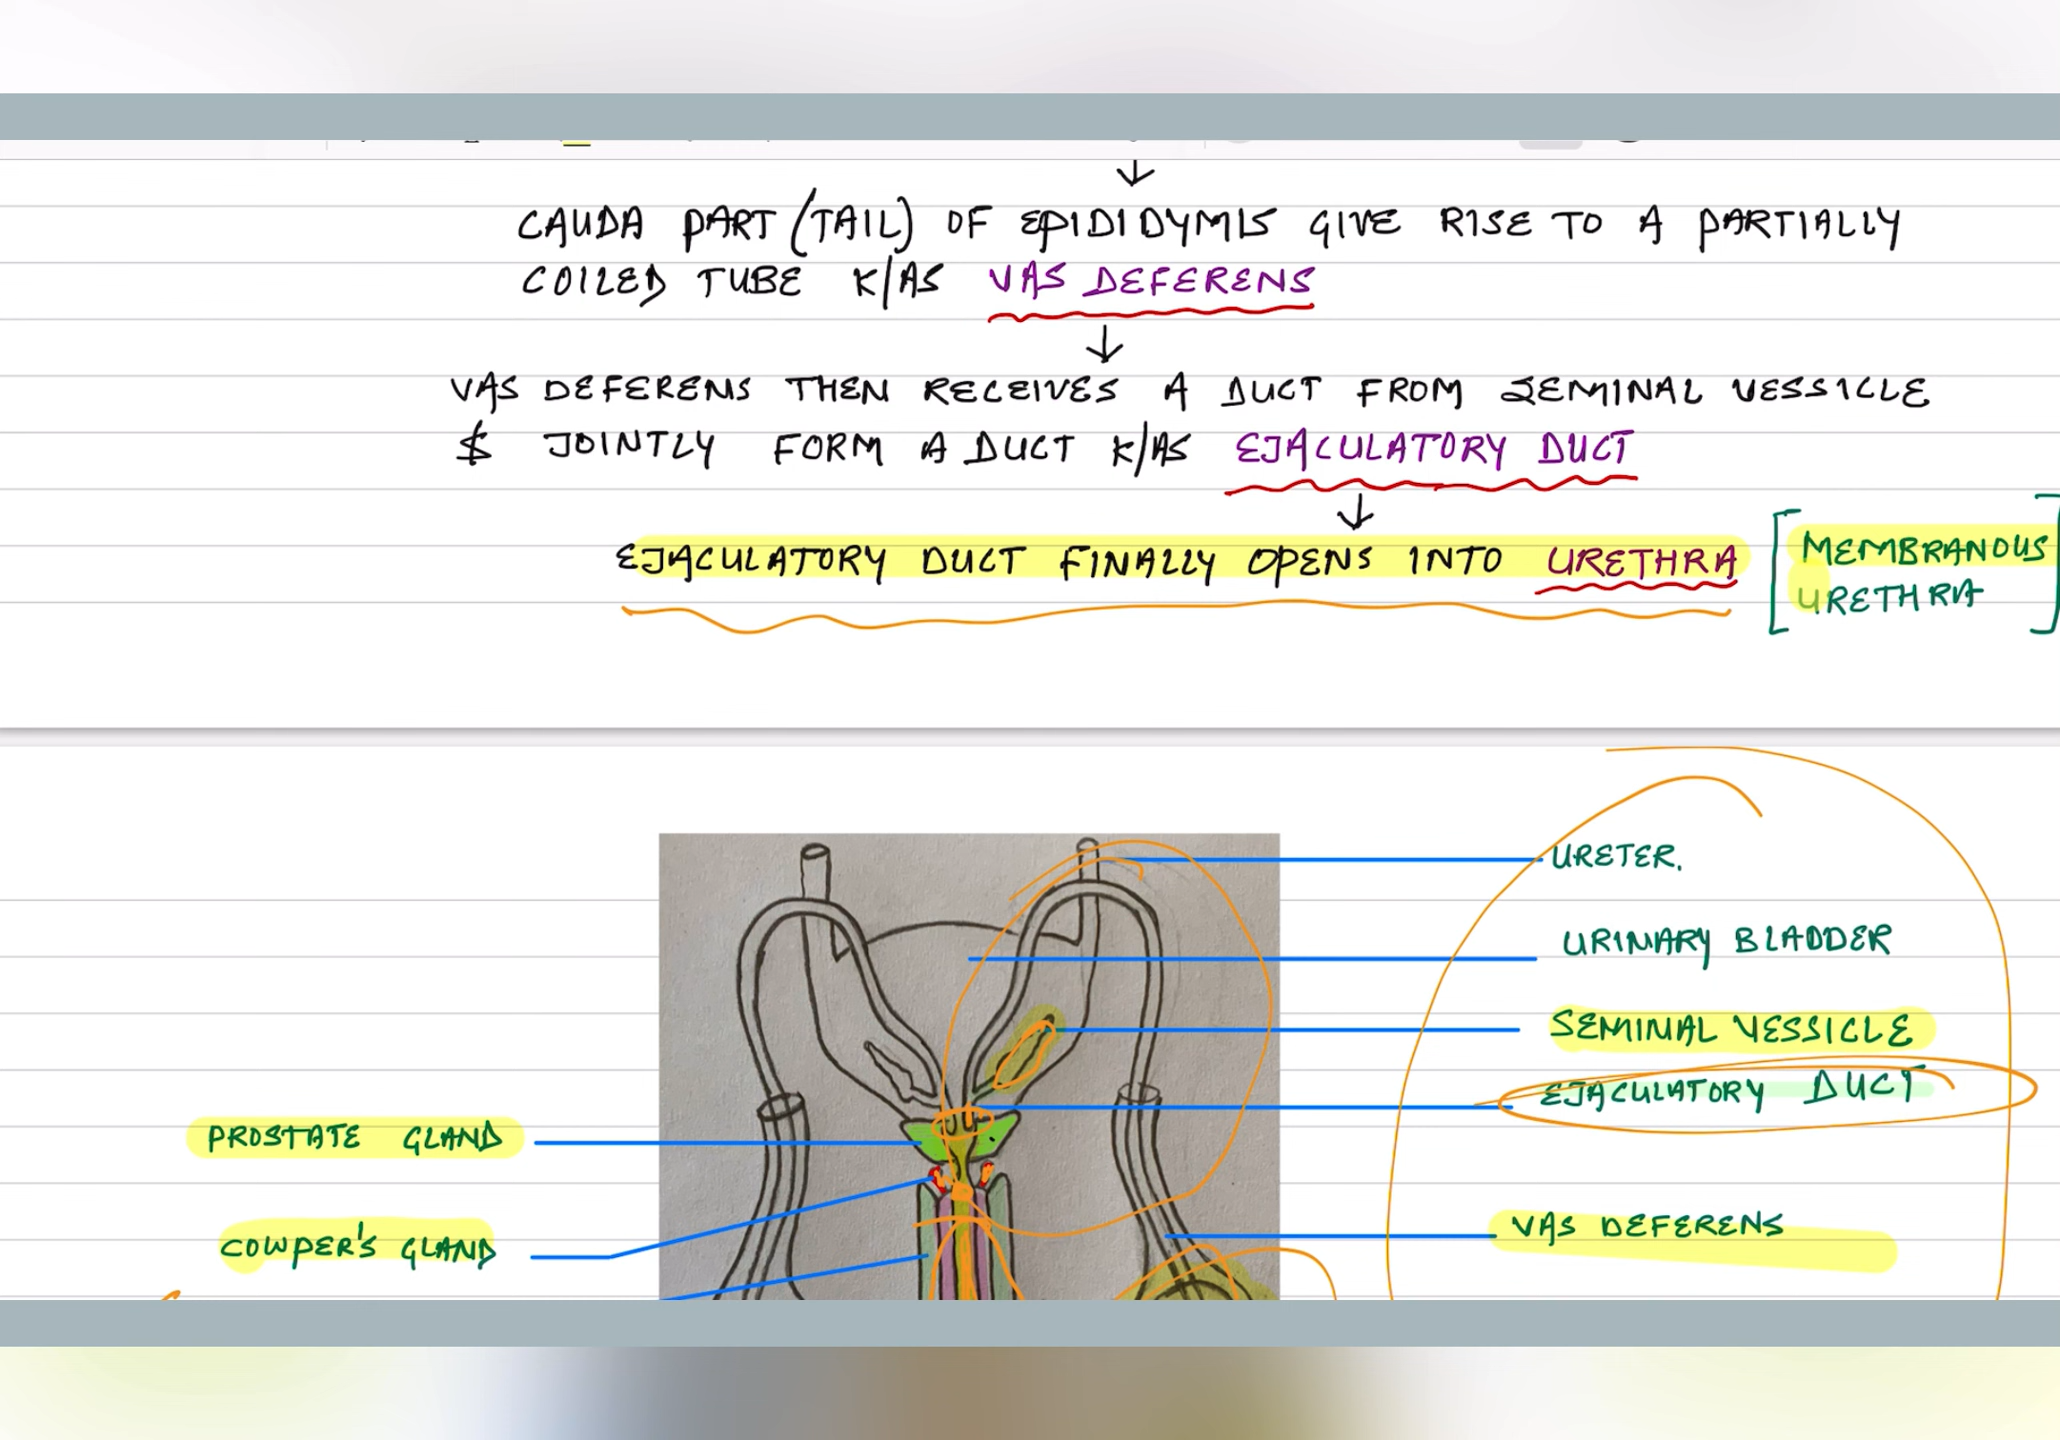 CAUDA PART (TAIL) OF EPIDIDYMIS GIVE RISE TO A PARTIALLY
COILED TUBE K/AS VAS DEFERENS
VAS DEFERENS THEN RECEIVES A DUCT FROM SEMINAL VESSICLE
$ JOINTLY FORM A DUCT K/AS EJACULATORY DUCT
EJACULATORY DUCT FINALLY OPENS INTO URETHRA [MEMBRANOUS
URETHRA]
URETER.
URINARY BLADDER
SEMINAL VESSICLE
EJACULATORY DUCT
PROSTATE GLAND
VAS DEFERENS
COWPER'S GLAND